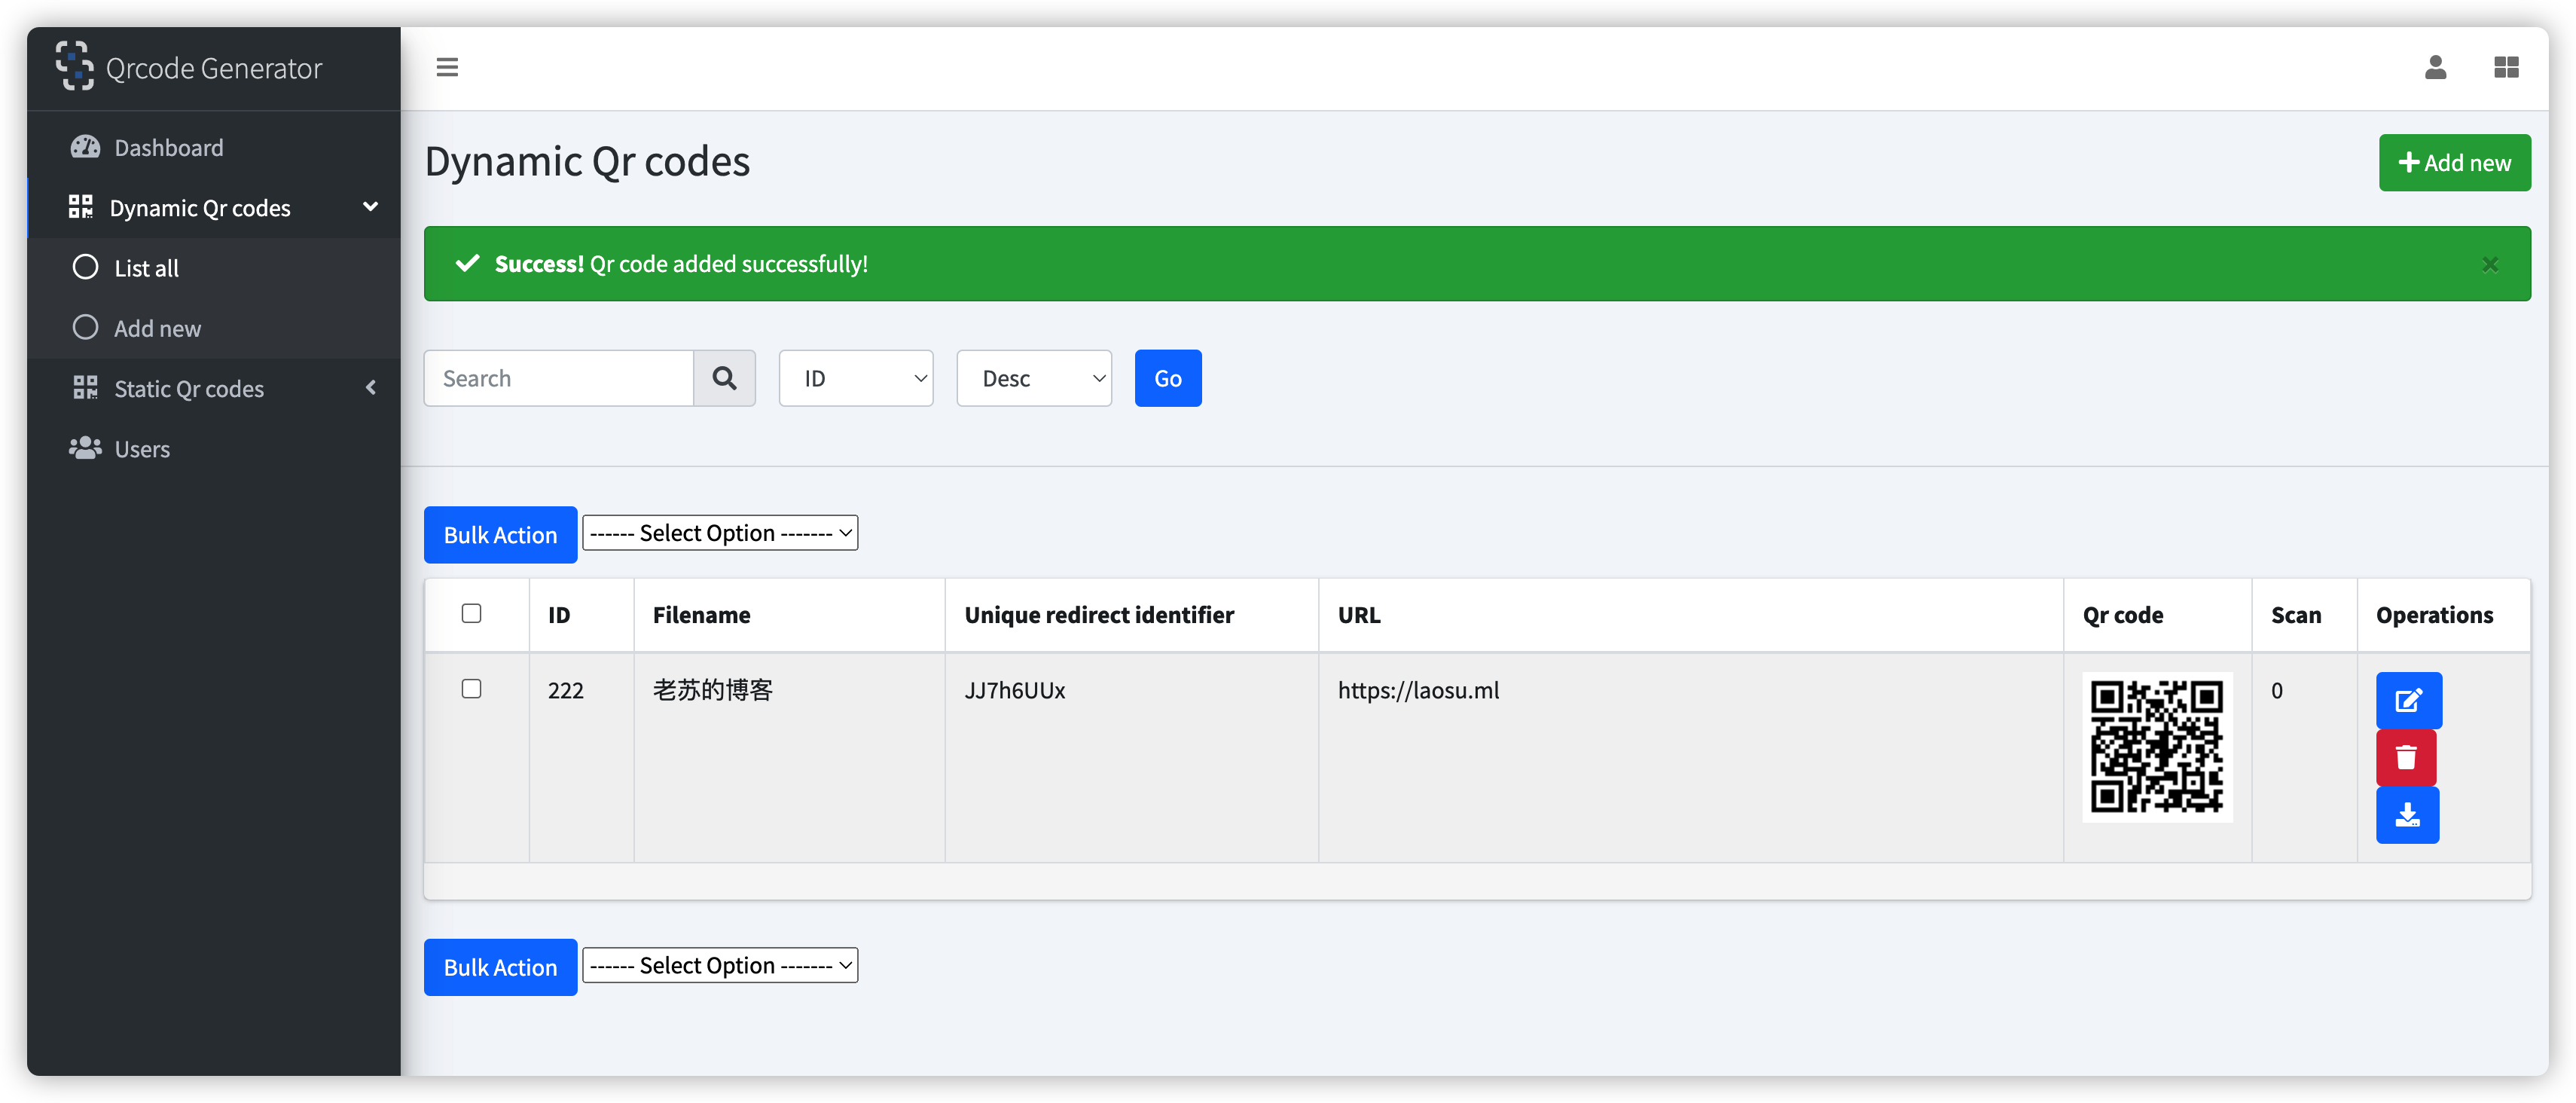 Qrcode Generator
Dashboard
Dynamic Qr codes
List all
Add new
Static Qr codes
Users
Dynamic Qr codes
Add new
Success! Qr code added successfully!
Search
ID
Desc
Go
Bulk Action
------ Select Option -------
ID Filename Unique redirect identifier URL Qr code Scan Operations
222 老苏的博客 JJ7h6UUx https://laosu.ml 0
Bulk Action
------ Select Option -------